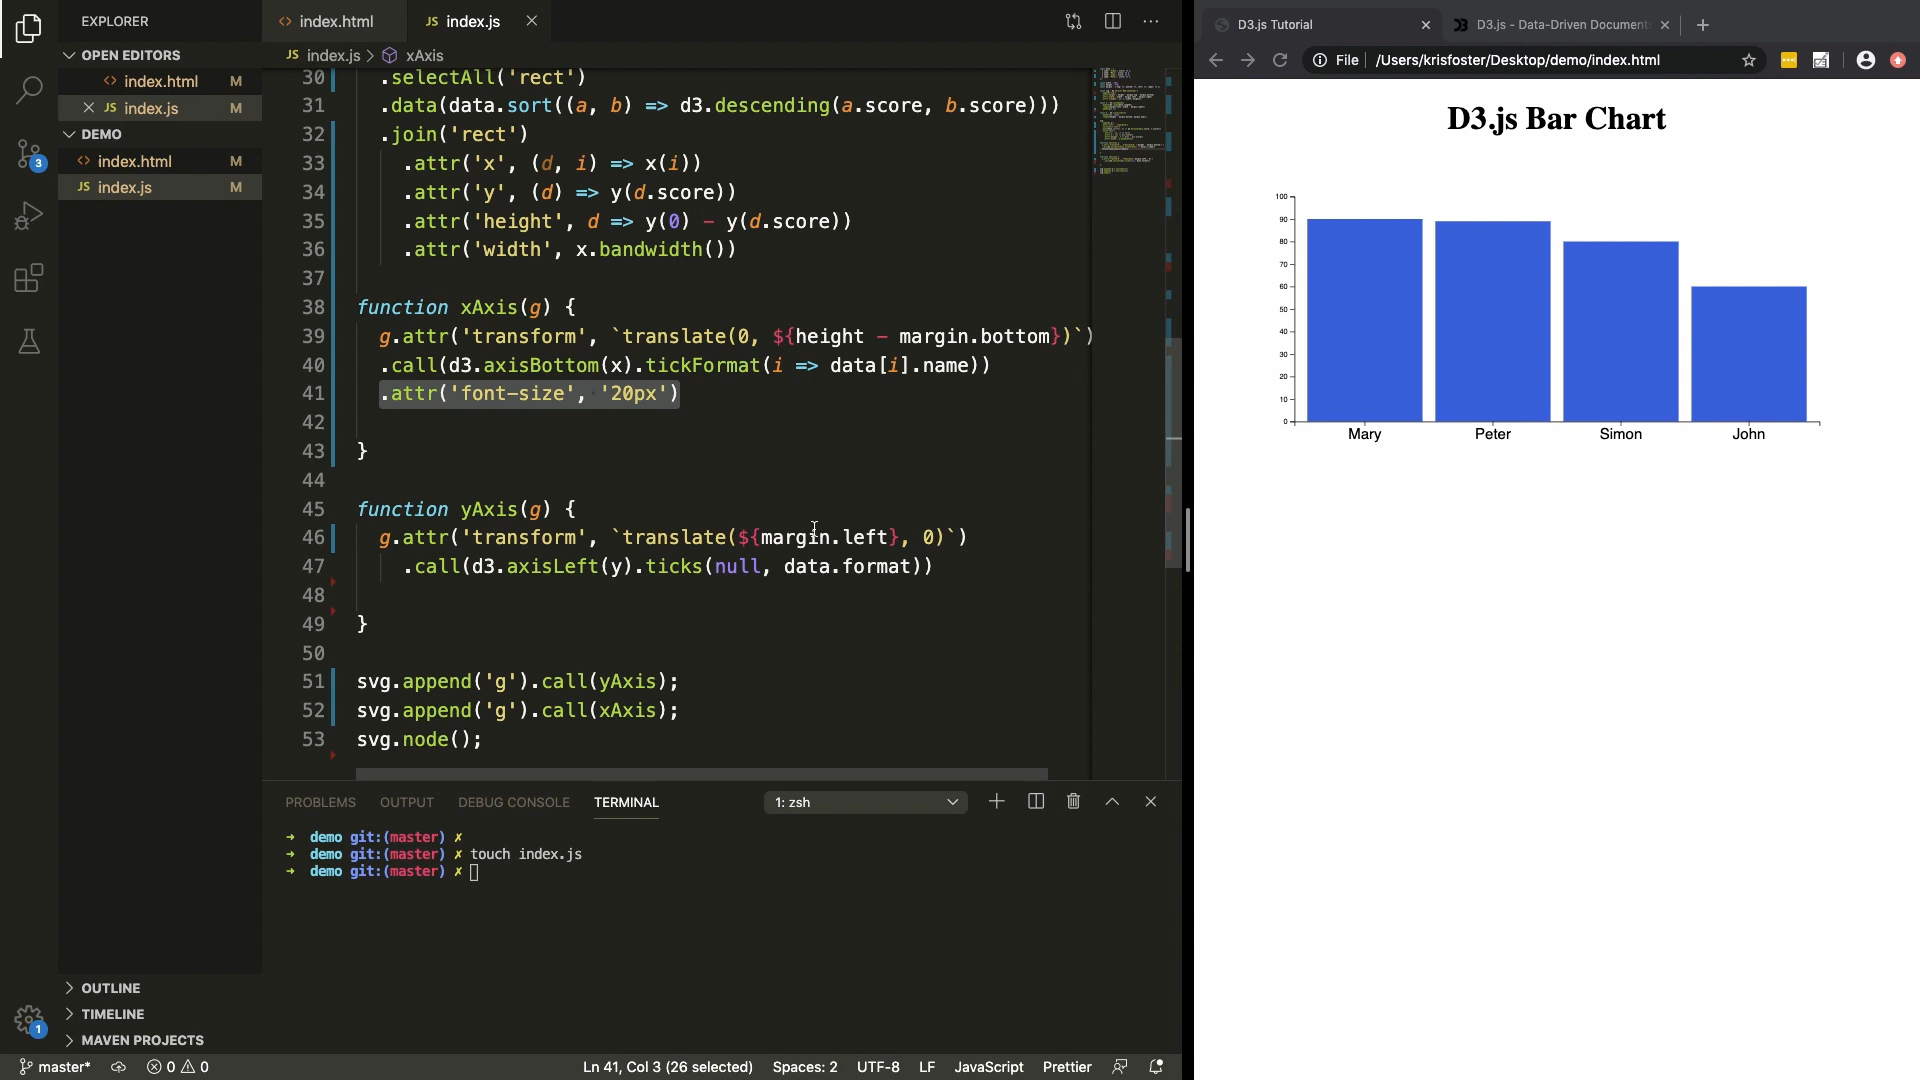 EXPLORER
OPEN EDITORS
index.html M
JS index.js M
DEMO
index.html M
JS index.js M
OUTLINE
TIMELINE
MAVEN PROJECTS
3
1
index.html
JS index.js
JS index.js > xAxis
30 .selectAll('rect')
31 .data(data.sort((a, b) => d3.descending(a.score, b.score)))
32 .join('rect')
33 .attr('x', (d, i) => x(i))
34 .attr('y', (d) => y(d.score))
35 .attr('height', d => y(0) - y(d.score))
36 .attr('width', x.bandwidth())
37
38 function xAxis(g) {
39 g.attr('transform', `translate(0, ${height - margin.bottom})`)
40 .call(d3.axisBottom(x).tickFormat(i => data[i].name))
41 .attr('font-size', '20px')
42
43 }
44
45 function yAxis(g) {
46 g.attr('transform', `translate(${margin.left}, 0)`)
47 .call(d3.axisLeft(y).ticks(null, data.format))
48
49 }
50
51 svg.append('g').call(yAxis);
52 svg.append('g').call(xAxis);
53 svg.node();
PROBLEMS OUTPUT DEBUG CONSOLE TERMINAL 1: zsh
→ demo git:(master) ✗
→ demo git:(master) ✗ touch index.js
→ demo git:(master) ✗
master* 0 0 Ln 41, Col 3 (26 selected) Spaces: 2 UTF-8 LF JavaScript Prettier
D3.js Tutorial
D3.js - Data-Driven Document
File /Users/krisfoster/Desktop/demo/index.html
D3.js Bar Chart
100
90
80
70
60
50
40
30
20
10
0
Mary Peter Simon John